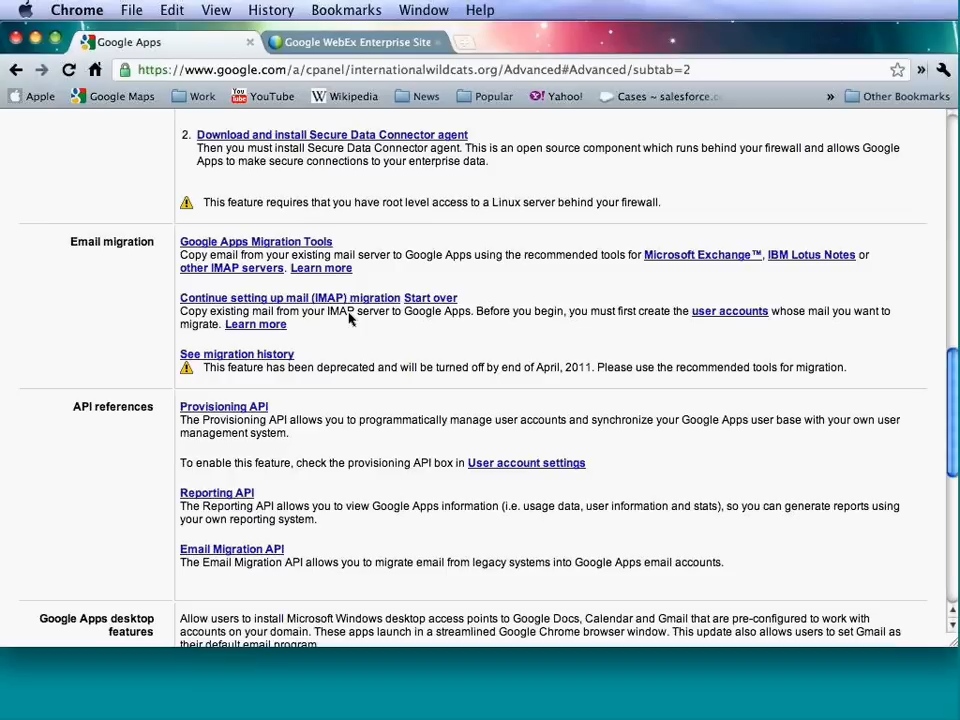 Chrome File Edit View History Bookmarks Window Help
Google Apps Google WebEx Enterprise Site
https://www.google.com/a/cpanel/internationalwildcats.org/Advanced#Advanced/subtab=2
Apple Google Maps Work YouTube Wikipedia News Popular Yahoo! Cases ~ salesforce.co » Other Bookmarks
2. Download and install Secure Data Connector agent
Then you must install Secure Data Connector agent. This is an open source component which runs behind your firewall and allows Google
Apps to make secure connections to your enterprise data.
This feature requires that you have root level access to a Linux server behind your firewall.
Email migration
Google Apps Migration Tools
Copy email from your existing mail server to Google Apps using the recommended tools for Microsoft Exchange™, IBM Lotus Notes or
other IMAP servers. Learn more
Continue setting up mail (IMAP) migration Start over
Copy existing mail from your IMAP server to Google Apps. Before you begin, you must first create the user accounts whose mail you want to
migrate. Learn more
See migration history
This feature has been deprecated and will be turned off by end of April, 2011. Please use the recommended tools for migration.
API references
Provisioning API
The Provisioning API allows you to programmatically manage user accounts and synchronize your Google Apps user base with your own user
management system.
To enable this feature, check the provisioning API box in User account settings
Reporting API
The Reporting API allows you to view Google Apps information (i.e. usage data, user information and stats), so you can generate reports using
your own reporting system.
Email Migration API
The Email Migration API allows you to migrate email from legacy systems into Google Apps email accounts.
Google Apps desktop
features
Allow users to install Microsoft Windows desktop access points to Google Docs, Calendar and Gmail that are pre-configured to work with
accounts on your domain. These apps launch in a streamlined Google Chrome browser window. This update also allows users to set Gmail as
their default email program.